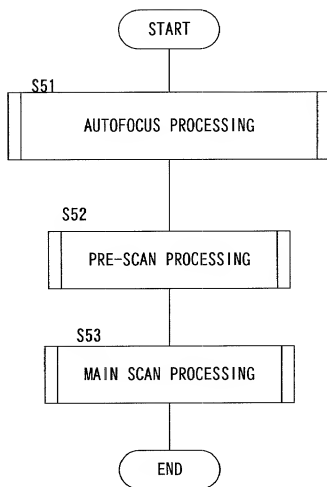 START
S51
AUTOFOCUS PROCESSING
S52
PRE-SCAN PROCESSING
S53
MAIN SCAN PROCESSING
END